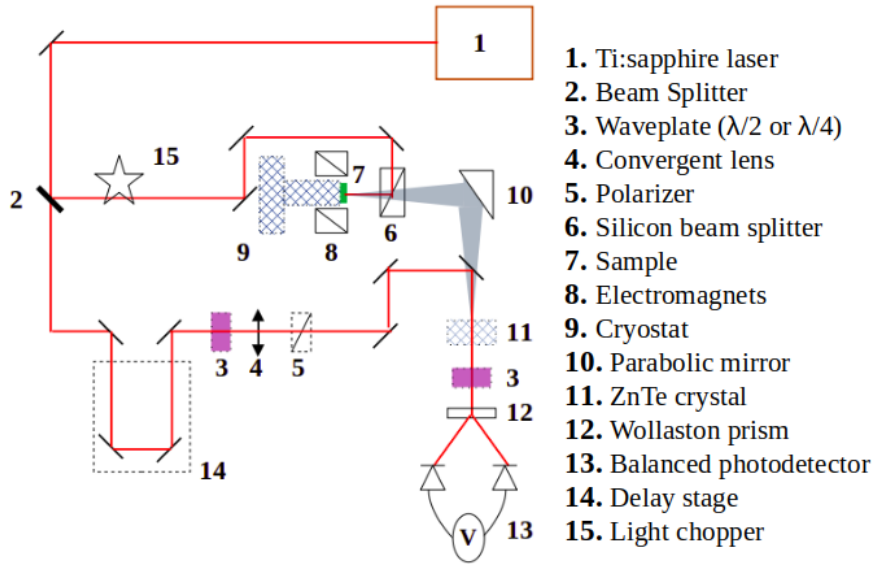 1
15
2
7
10
9
8
6
11
3
4
5
3
12
14
V
13
1. Ti:sapphire laser
2. Beam Splitter
3. Waveplate (λ/2 or λ/4)
4. Convergent lens
5. Polarizer
6. Silicon beam splitter
7. Sample
8. Electromagnets
9. Cryostat
10. Parabolic mirror
11. ZnTe crystal
12. Wollaston prism
13. Balanced photodetector
14. Delay stage
15. Light chopper